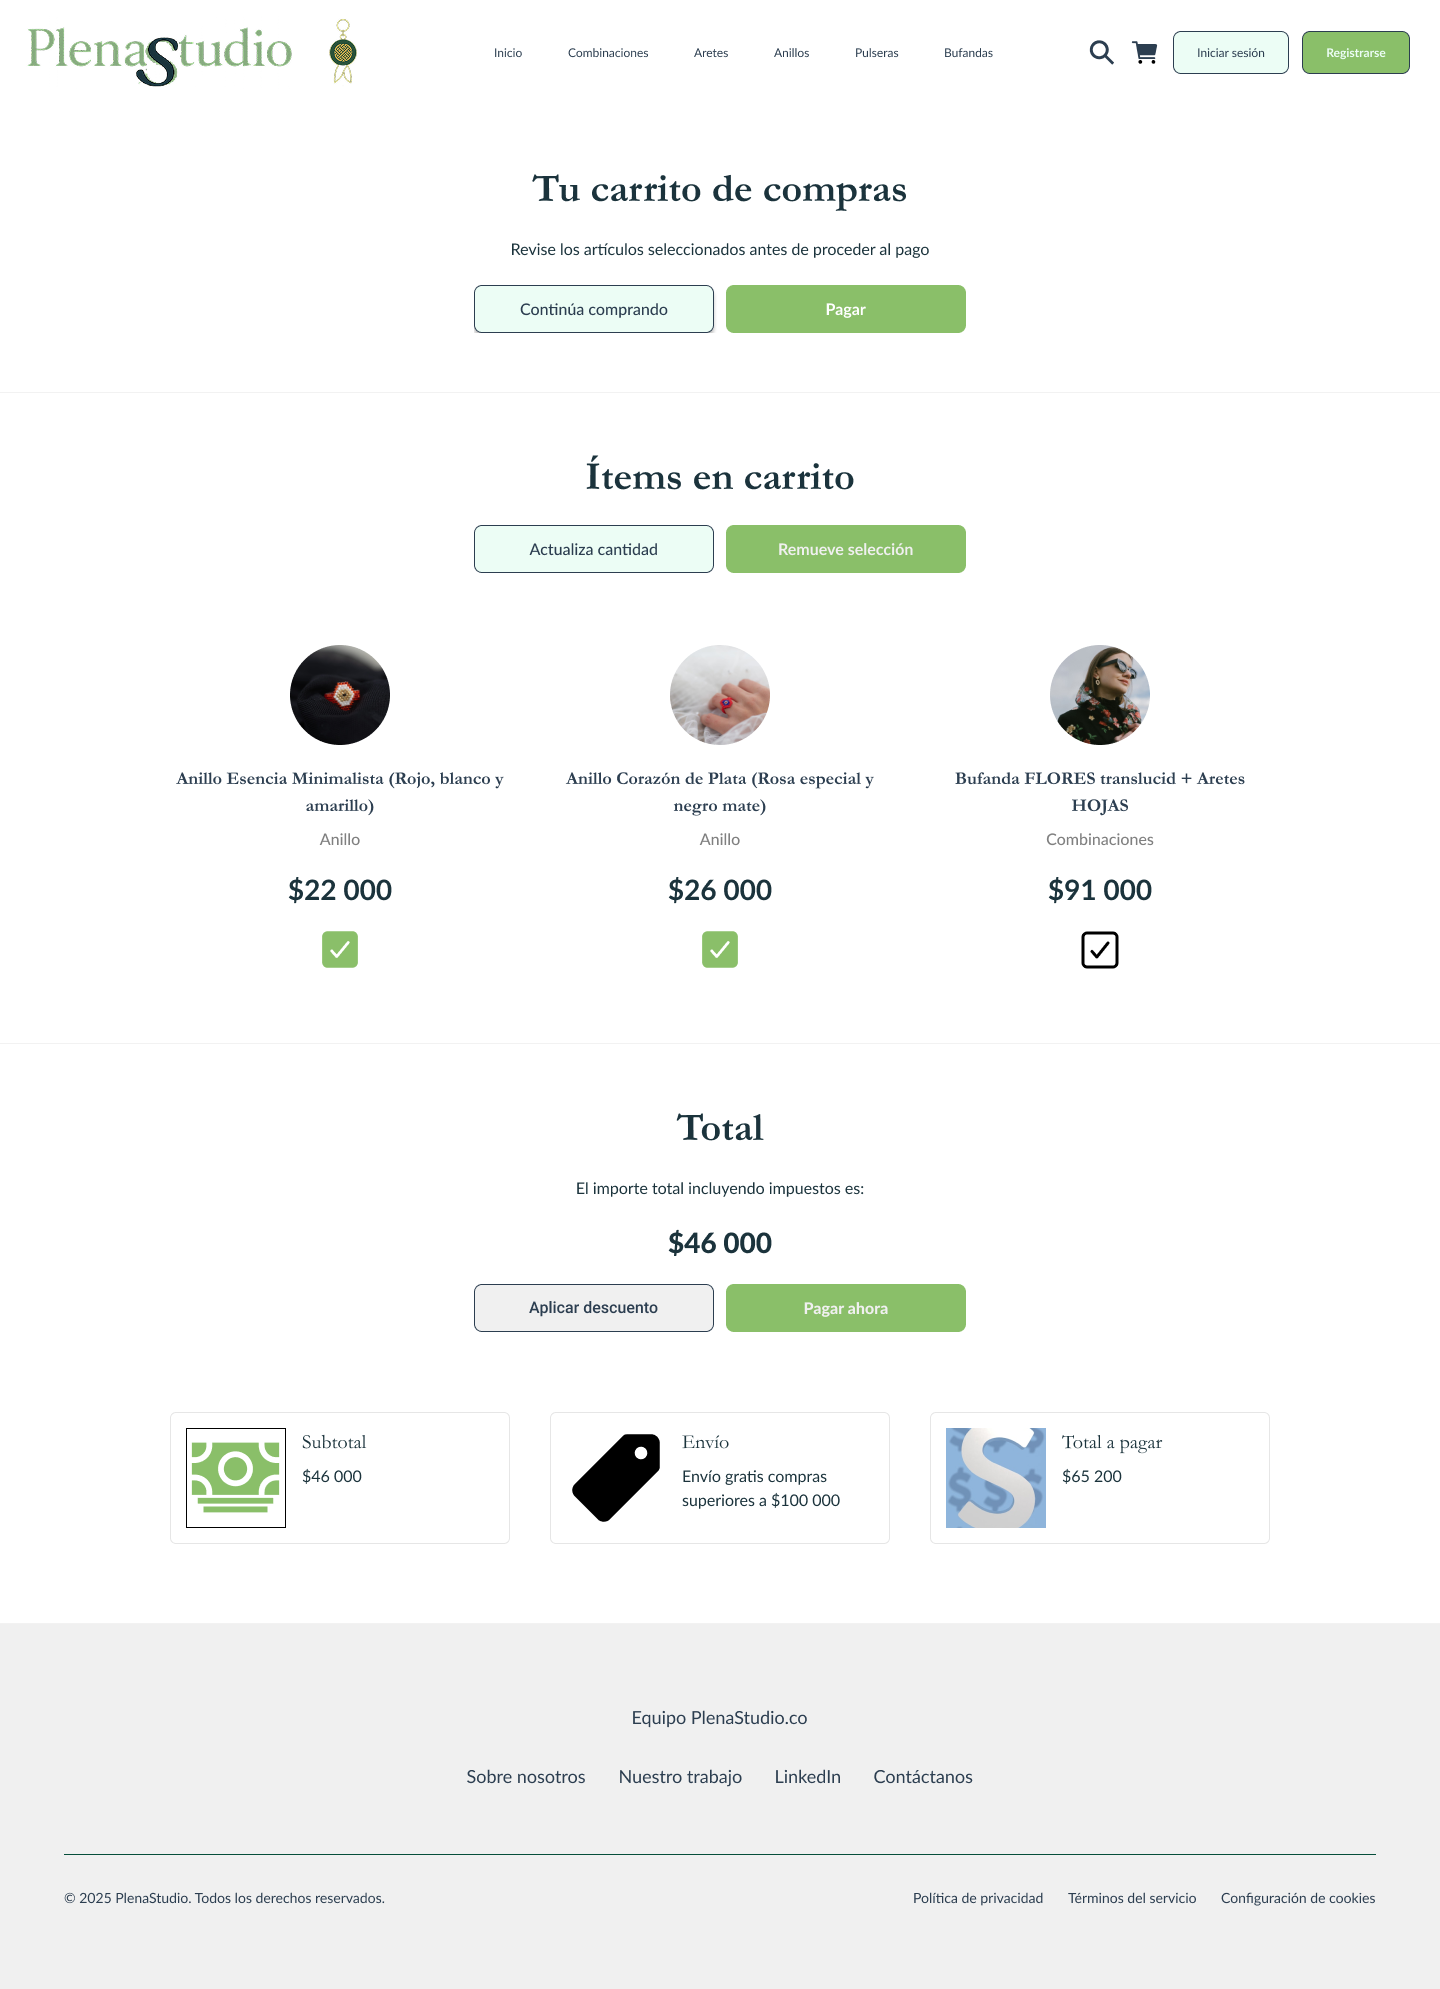 PlenaStudio
Inicio
Combinaciones
Aretes
Anillos
Pulseras
Bufandas
Iniciar sesión
Registrarse
Tu carrito de compras
Revise los artículos seleccionados antes de proceder al pago
Continúa comprando
Pagar
Ítems en carrito
Actualiza cantidad
Remueve selección
Anillo Esencia Minimalista (Rojo, blanco y
amarillo)
Anillo
$22 000
Anillo Corazón de Plata (Rosa especial y
negro mate)
Anillo
$26 000
Bufanda FLORES translucid + Aretes
HOJAS
Combinaciones
$91 000
Total
El importe total incluyendo impuestos es:
$46 000
Aplicar descuento
Pagar ahora
Subtotal
$46 000
Envío
Envío gratis compras
superiores a $100 000
Total a pagar
$65 200
Equipo PlenaStudio.co
Sobre nosotros
Nuestro trabajo
LinkedIn
Contáctanos
© 2025 PlenaStudio. Todos los derechos reservados.
Política de privacidad
Términos del servicio
Configuración de cookies